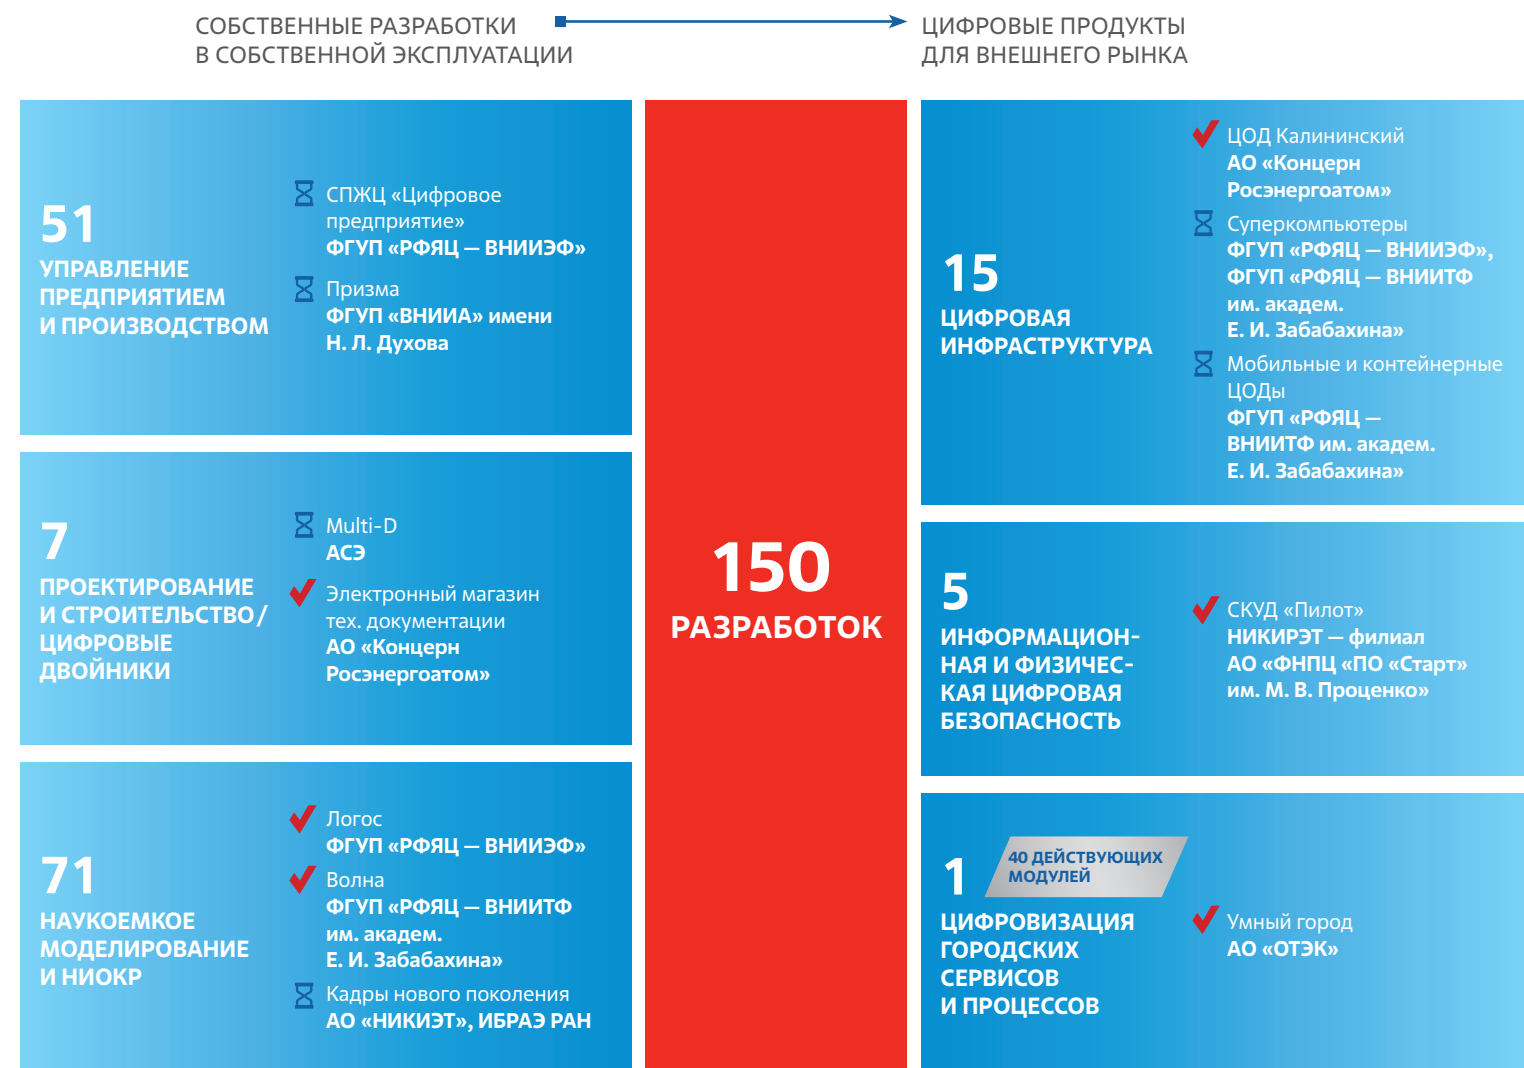 СОБСТВЕННЫЕ РАЗРАБОТКИ
В СОБСТВЕННОЙ ЭКСПЛУАТАЦИИ
ЦИФРОВЫЕ ПРОДУКТЫ
ДЛЯ ВНЕШНЕГО РЫНКА
51
УПРАВЛЕНИЕ
ПРЕДПРИЯТИЕМ
И ПРОИЗВОДСТВОМ
СПЖЦ «Цифровое
предприятие»
ФГУП «РФЯЦ — ВНИИЭФ»
Призма
ФГУП «ВНИИА» имени
Н. Л. Духова
7
ПРОЕКТИРОВАНИЕ
И СТРОИТЕЛЬСТВО/
ЦИФРОВЫЕ
ДВОЙНИКИ
Multi-D
АСЭ
Электронный магазин
тех. документации
АО «Концерн
Росэнергоатом»
71
НАУКОЕМКОЕ
МОДЕЛИРОВАНИЕ
И НИОКР
Логос
ФГУП «РФЯЦ — ВНИИЭФ»
Волна
ФГУП «РФЯЦ — ВНИИТФ
им. академ.
Е. И. Забабахина»
Кадры нового поколения
АО «НИКИЭТ», ИБРАЭ РАН
150
РАЗРАБОТОК
15
ЦИФРОВАЯ
ИНФРАСТРУКТУРА
ЦОД Калининский
АО «Концерн
Росэнергоатом»
Суперкомпьютеры
ФГУП «РФЯЦ — ВНИИЭФ»,
ФГУП «РФЯЦ — ВНИИТФ
им. академ.
Е. И. Забабахина»
Мобильные и контейнерные
ЦОДы
ФГУП «РФЯЦ —
ВНИИТФ им. академ.
Е. И. Забабахина»
5
ИНФОРМАЦИОН-
НАЯ И ФИЗИЧЕС-
КАЯ ЦИФРОВАЯ
БЕЗОПАСНОСТЬ
СКУД «Пилот»
НИКИРЭТ — филиал
АО «ФНПЦ «ПО «Старт»
им. М. В. Проценко»
1
40 ДЕЙСТВУЮЩИХ
МОДУЛЕЙ
ЦИФРОВИЗАЦИЯ
ГОРОДСКИХ
СЕРВИСОВ
И ПРОЦЕССОВ
Умный город
АО «ОТЭК»